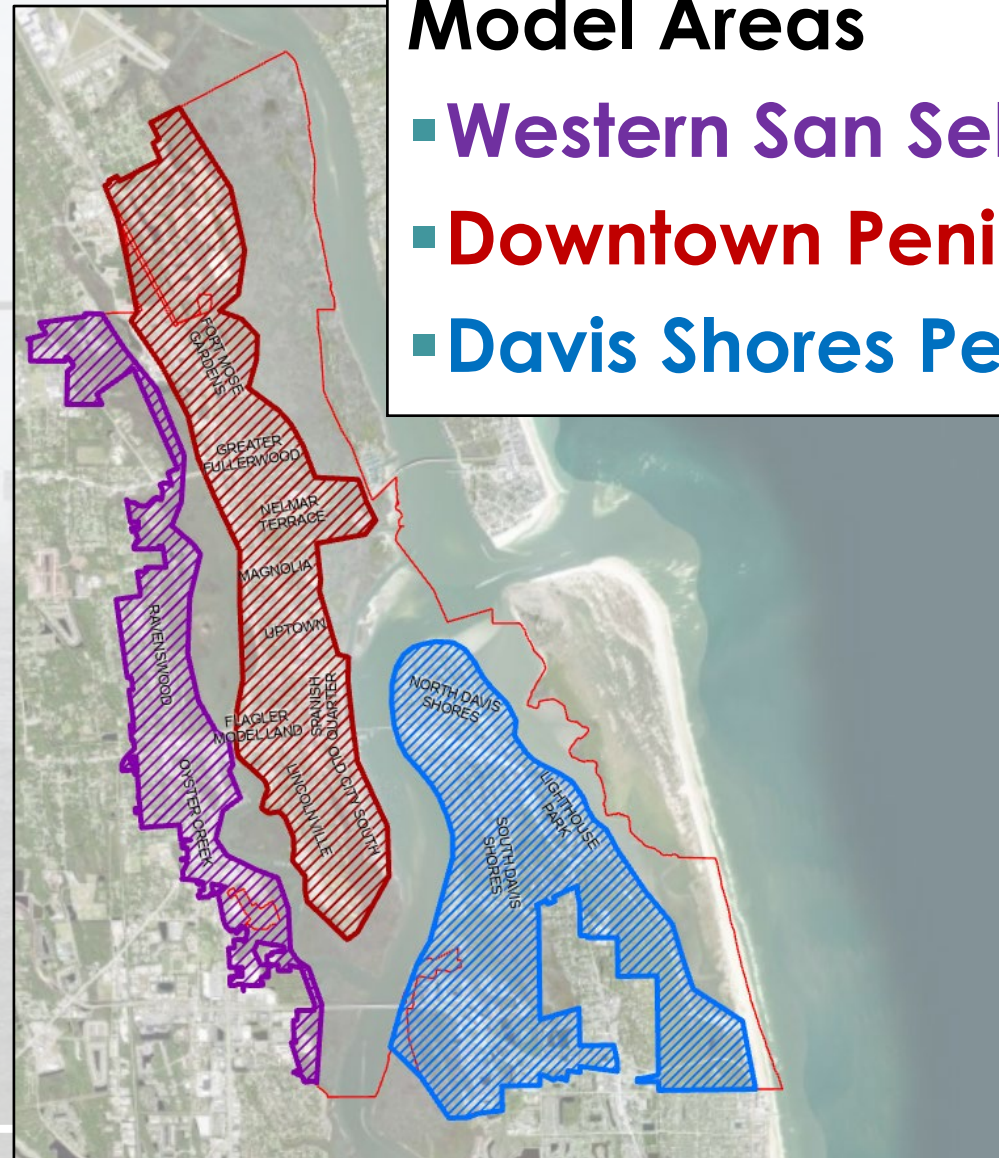 Model Areas
Western San Se
Downtown Peni
Davis Shores Pe
FORT MOSE
GARDENS
GREATER
FULLERWOOD
NELMAR
TERRACE
MAGNOLIA
UPTOWN
RAVENSWOOD
SPANISH
QUARTER
FLAGLER
MODEL LAND
OLD CITY SOUTH
LINCOLNVILLE
OYSTER CREEK
NORTH DAVIS
SHORES
LIGHTHOUSE
PARK
SOUTH DAVIS
SHORES